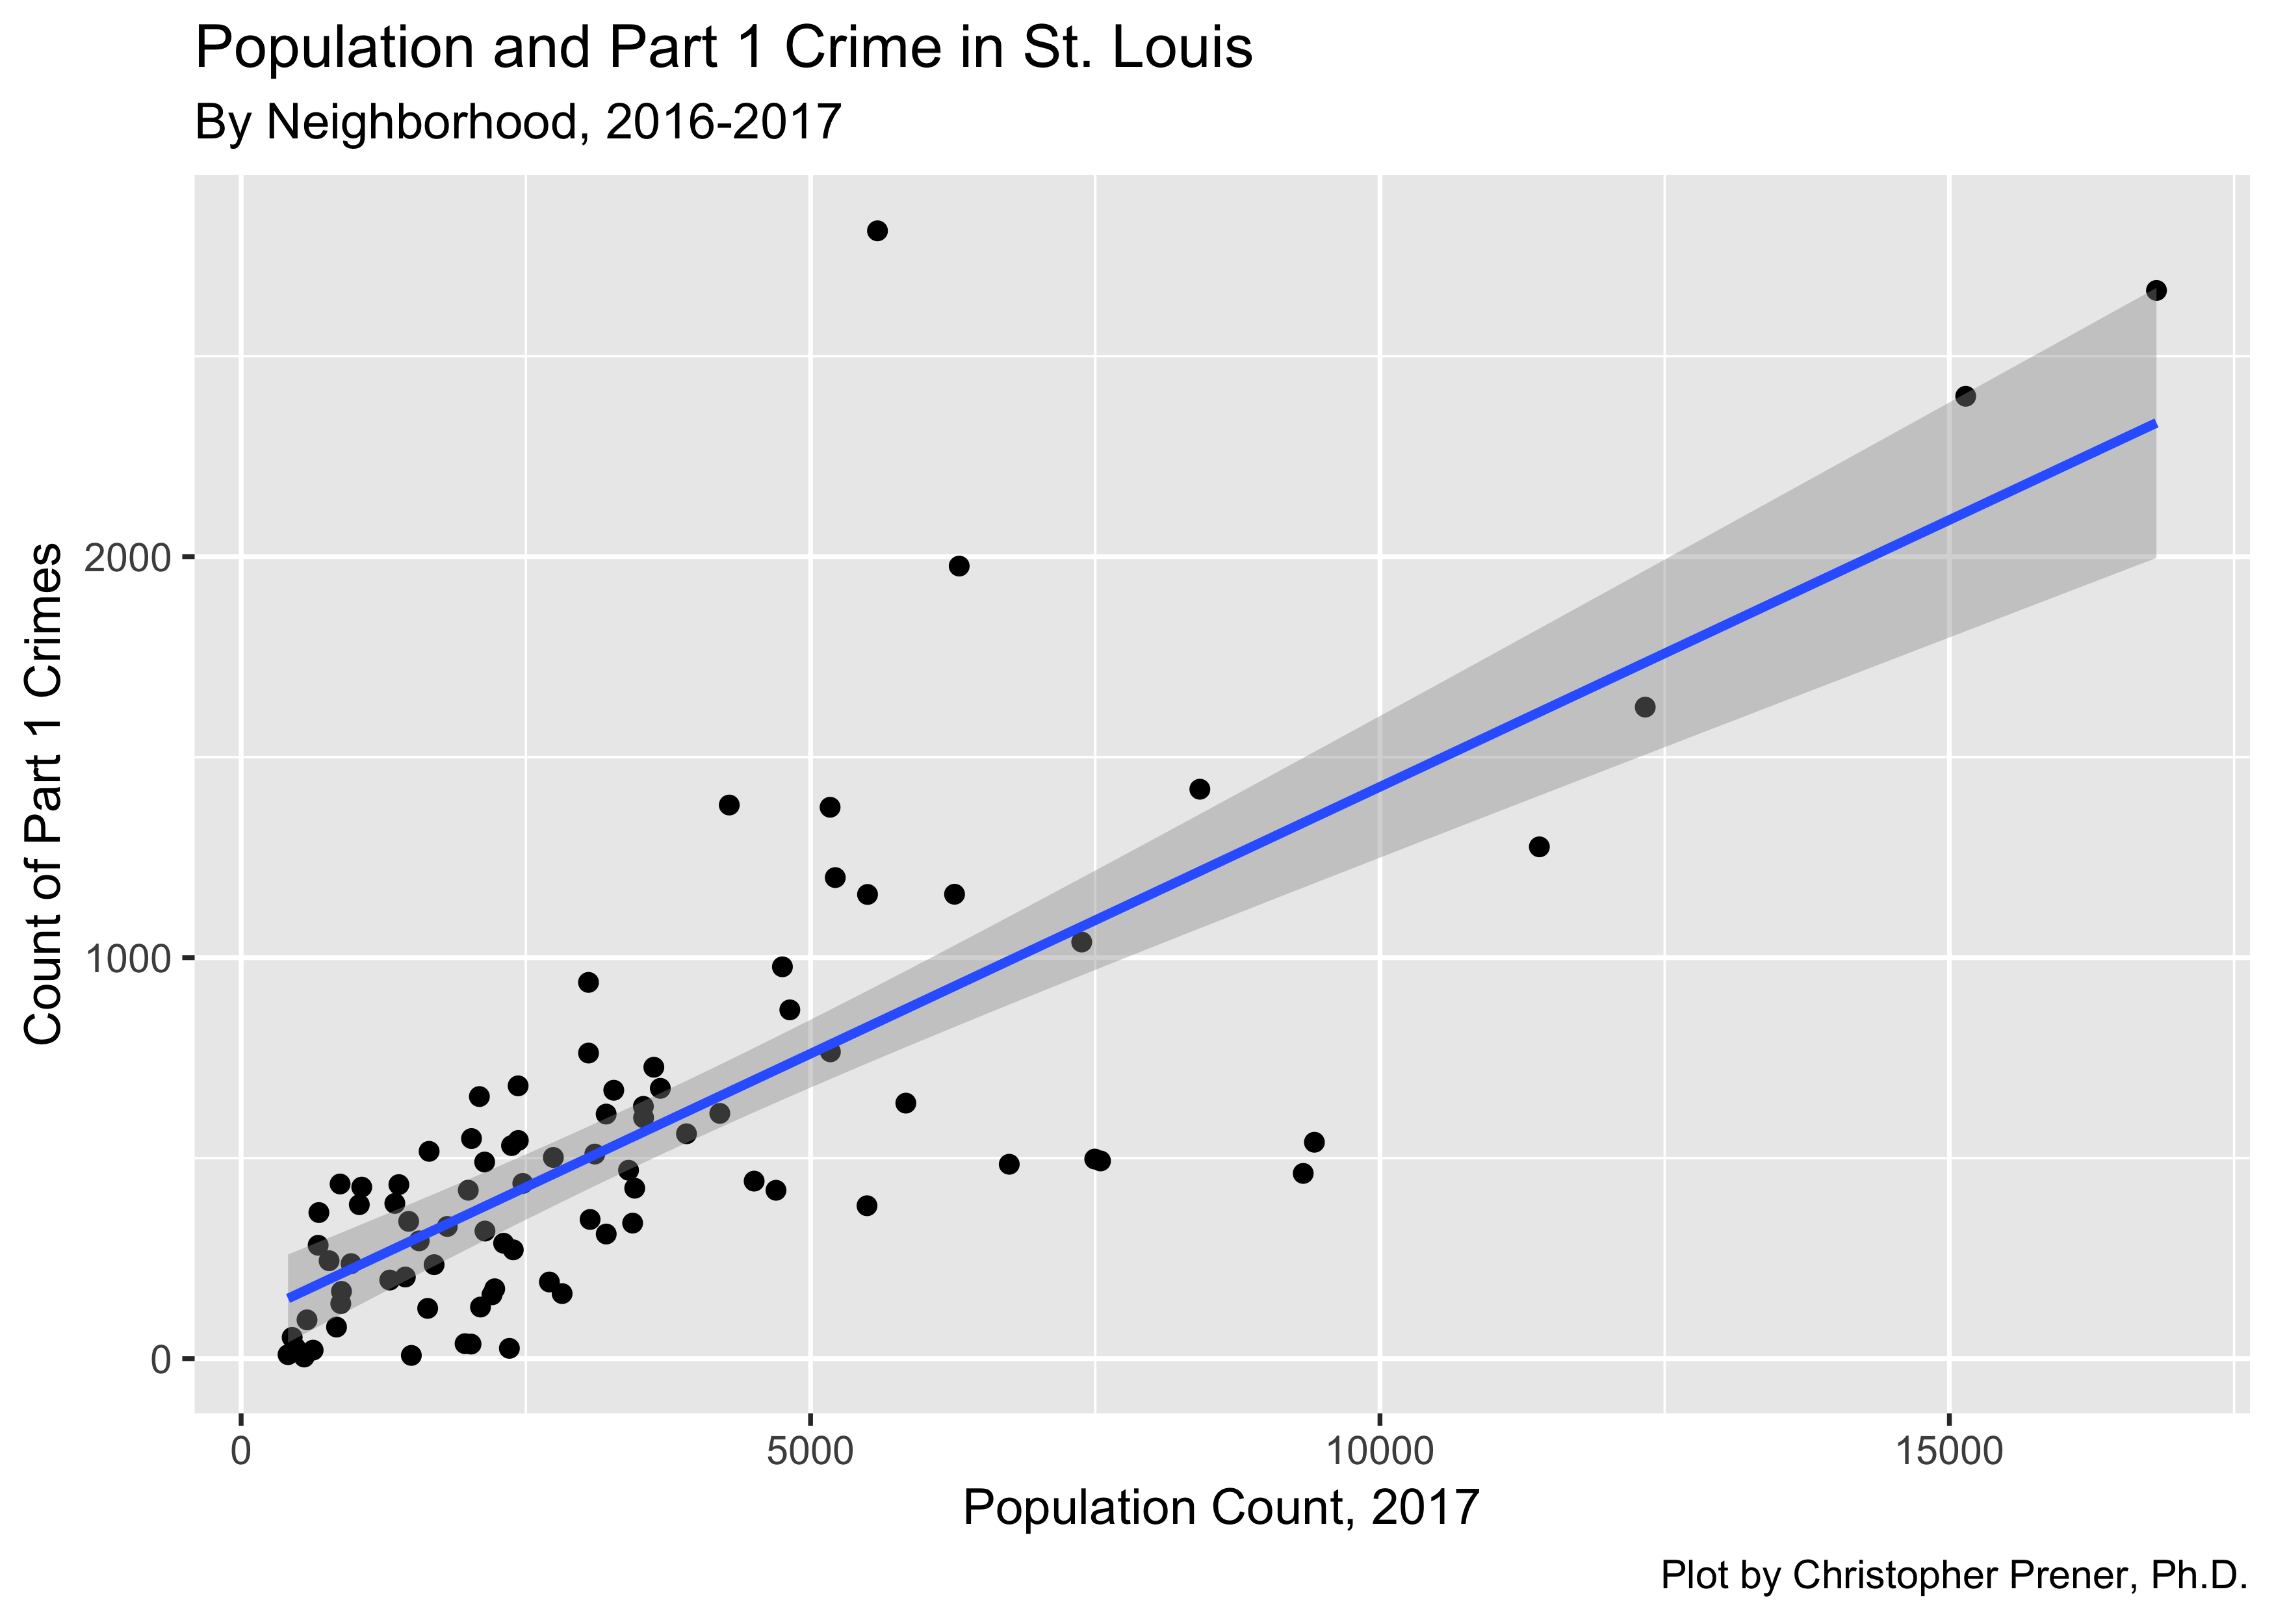 Population and Part 1 Crime in St. Louis
By Neighborhood, 2016-2017
Count of Part 1 Crimes
2000
1000
0
0 5000 10000 15000
Population Count, 2017
Plot by Christopher Prener, Ph.D.